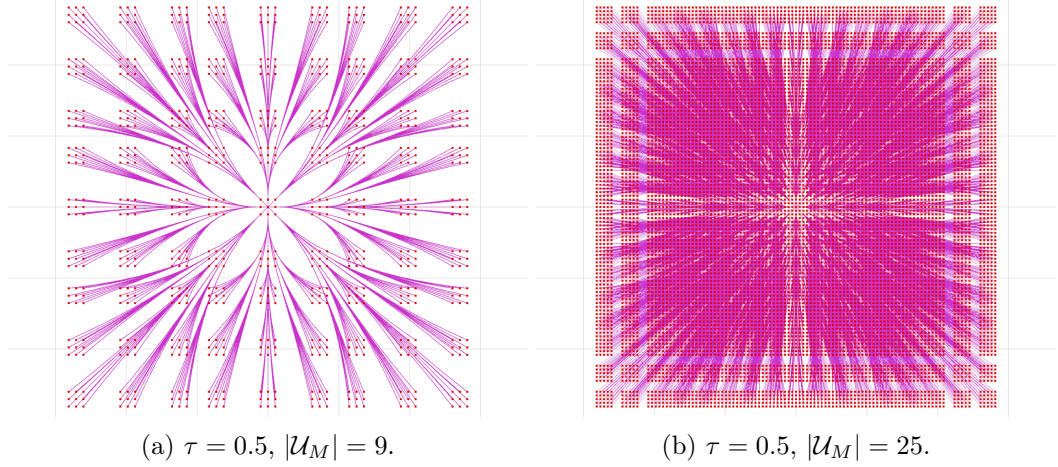 (a) τ = 0.5, |𝒰_M| = 9.
(b) τ = 0.5, |𝒰_M| = 25.